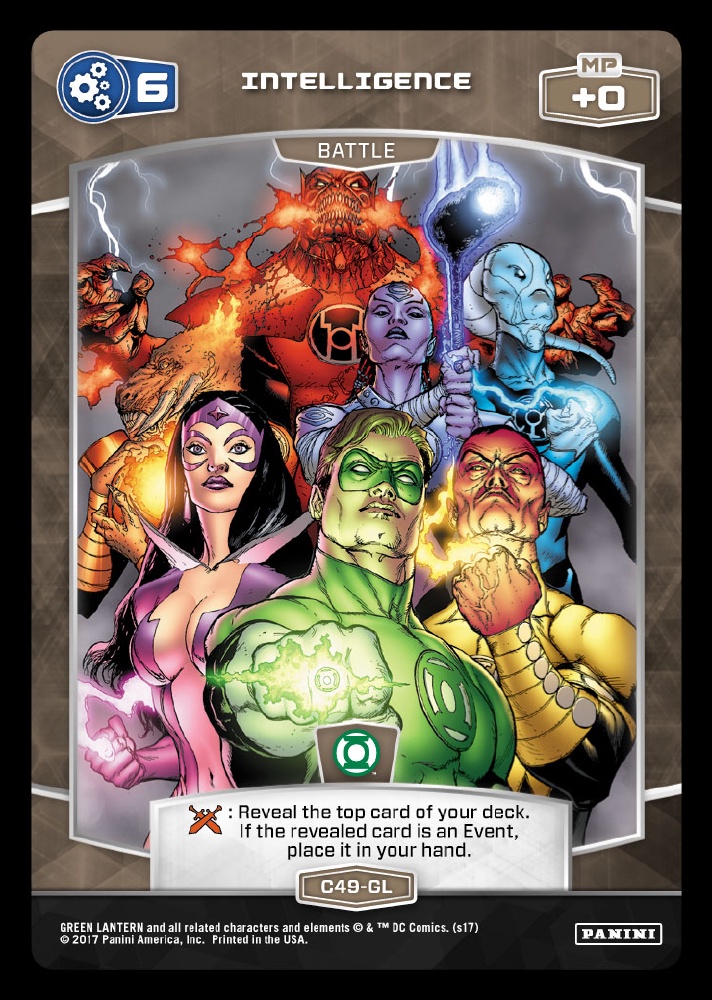 6
INTELLIGENCE
MP
+0
BATTLE
: Reveal the top card of your deck.
If the revealed card is an Event,
place it in your hand.
C49-GL
GREEN LANTERN and all related characters and elements © & ™ DC Comics. (s17)
© 2017 Panini America, Inc. Printed in the USA.
PANINI